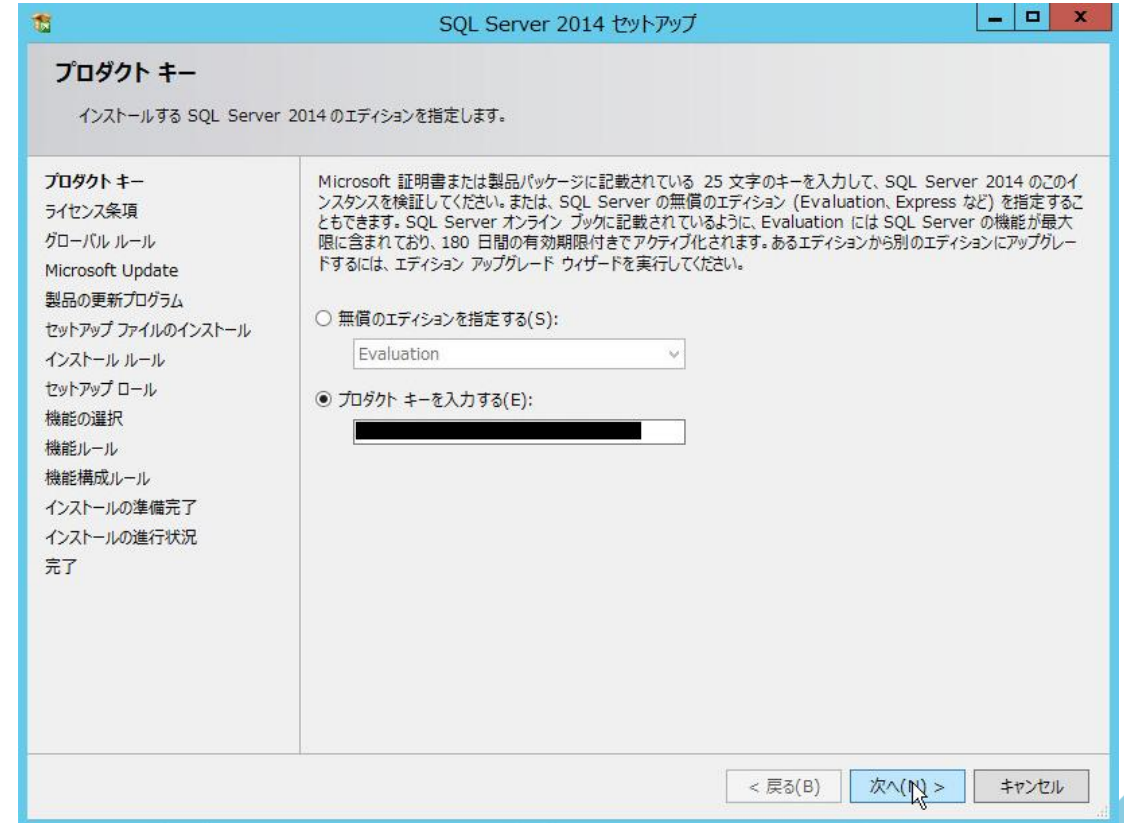 SQL Server 2014 セットアップ
プロダクト キー
インストールする SQL Server 2014 のエディションを指定します。
プロダクト キー
ライセンス条項
グローバル ルール
Microsoft Update
製品の更新プログラム
セットアップ ファイルのインストール
インストール ルール
セットアップ ロール
機能の選択
機能ルール
機能構成ルール
インストールの準備完了
インストールの進行状況
完了
Microsoft 証明書または製品パッケージに記載されている 25 文字のキーを入力して、SQL Server 2014 のこのイ
ンスタンスを検証してください。または、SQL Server の無償のエディション (Evaluation、Express など) を指定するこ
ともできます。SQL Server オンライン ブックに記載されているように、Evaluation には SQL Server の機能が最大
限に含まれており、180 日間の有効期限付きでアクティブ化されます。あるエディションから別のエディションにアップグレー
ドするには、エディション アップグレード ウィザードを実行してください。
無償のエディションを指定する(S):
Evaluation
プロダクト キーを入力する(E):
< 戻る(B)
次へ(N) >
キャンセル